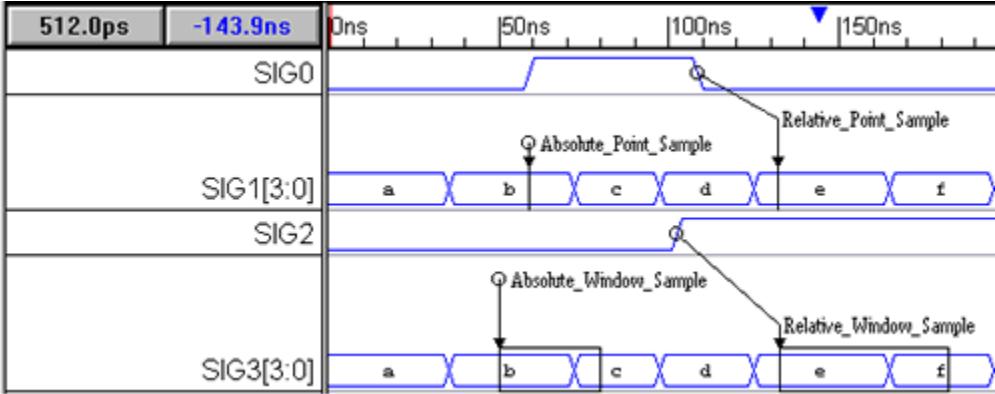 512.0ps -143.9ns 0ns 50ns 100ns 150ns
SIG0
Relative_Point_Sample
Absolute_Point_Sample
SIG1[3:0] a b c d e f
SIG2
Absolute_Window_Sample
Relative_Window_Sample
SIG3[3:0] a b c d e f